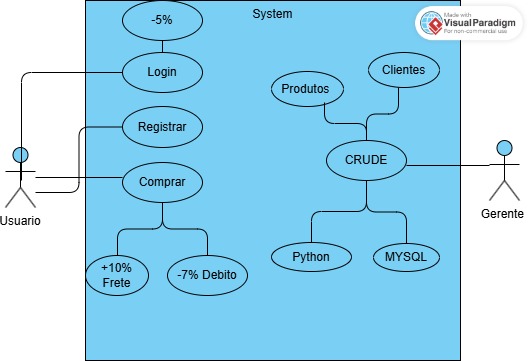 System
Made with
Visual Paradigm
For non-commercial use
-5%
Login
Clientes
Produtos
Registrar
CRUDE
Comprar
Usuario
Gerente
+10%
Frete
-7% Debito
Python
MYSQL